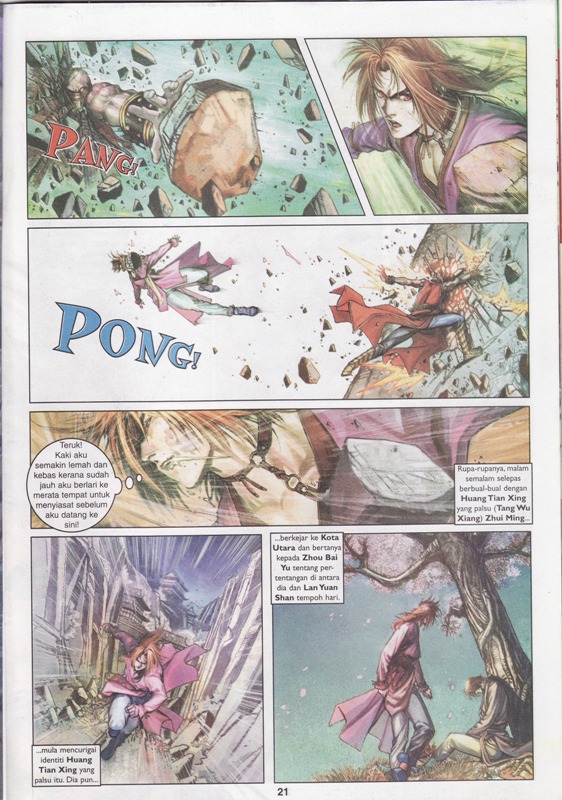 PANG!
PONG!
Teruk!
Kaki aku
semakin lemah dan
kebas kerana sudah
jauh aku berlari ke
merata tempat untuk
menyiasat sebelum
aku datang ke
sini!
Rupa-rupanya, malam
semalam selepas
berbual-bual dengan
Huang Tian Xing
yang palsu (Tang Wu
Xiang) Zhui Ming...
...mula mencurigai
identiti Huang
Tian Xing yang
palsu itu. Dia pun...
...berkejar ke Kota
Utara dan bertanya
kepada Zhou Bai
Yu tentang per-
tentangan di antara
dia dan Lan Yuan
Shan tempoh hari.
21